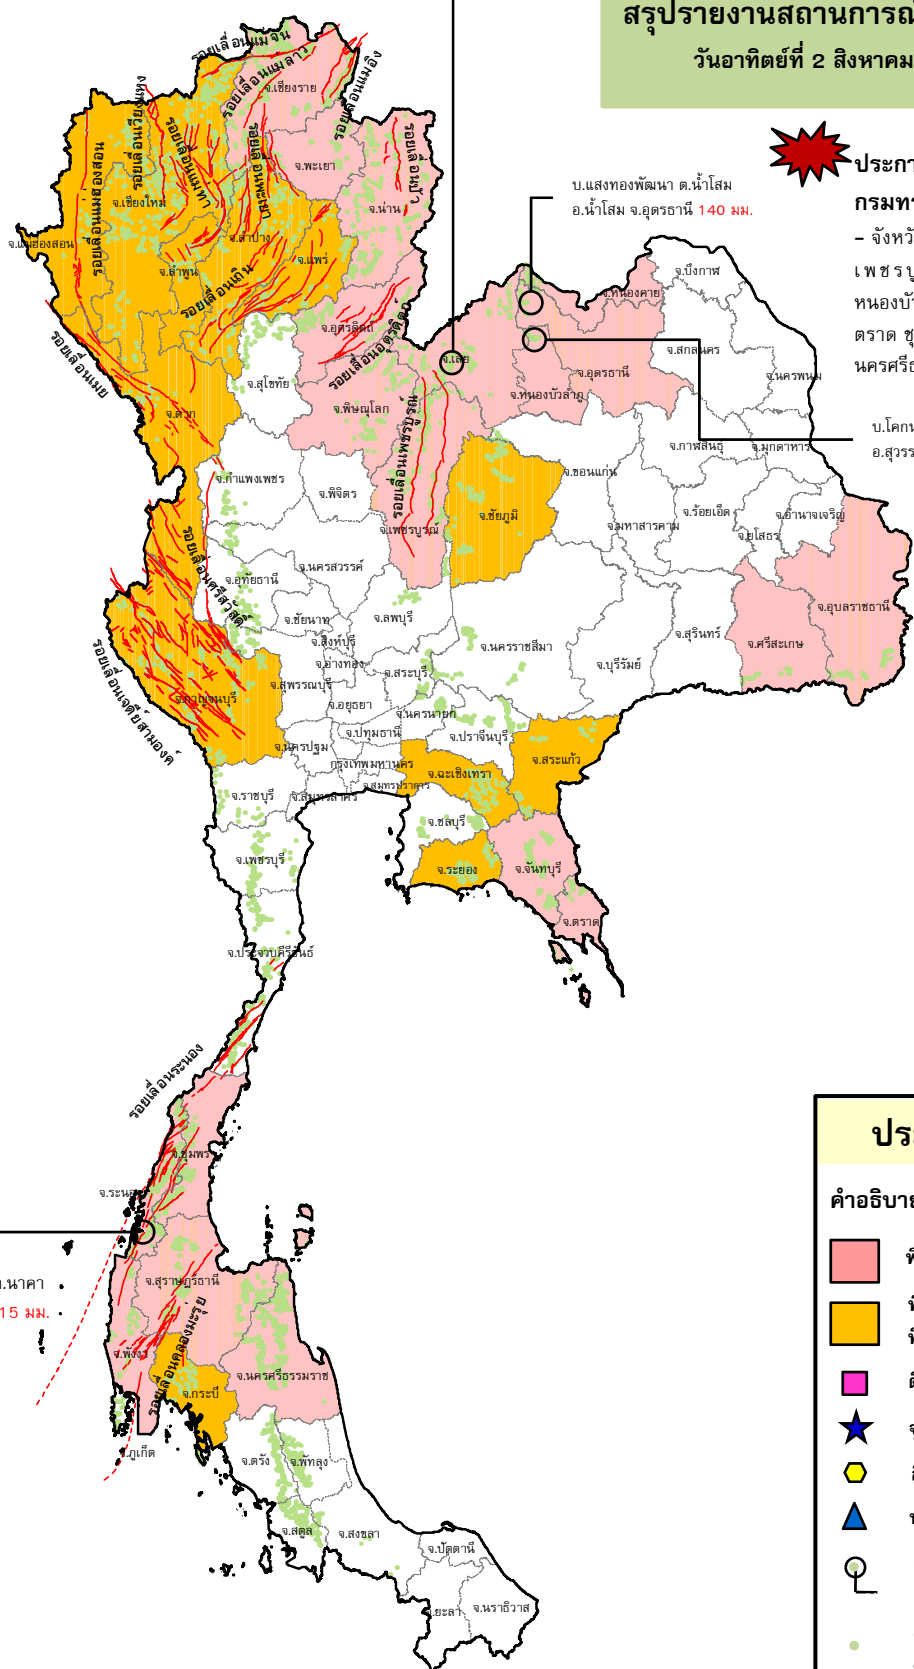 สรุปรายงานสถานการณ์
วันอาทิตย์ที่ 2 สิงหาคม
ประกา
กรมทร
- จังหวั
เพชรบู
หนองบัว
ตราด ชุ
นครศรีธ
บ.แสงทองพัฒนา ต.น้ำโสม
อ.น้ำโสม จ.อุดรธานี 140 มม.
บ.โคกน
อ.สุวรร
.นาคา
15 มม.
รอยเลื่อนแม่จัน
รอยเลื่อนแม่ลาว
รอยเลื่อนแม่อิง
รอยเลื่อนเวียงแหง
รอยเลื่อนแม่ทา
รอยเลื่อนพะเยา
รอยเลื่อนปัว
รอยเลื่อนแม่ฮ่องสอน
รอยเลื่อนเถิน
รอยเลื่อนเมย
รอยเลื่อนอุตรดิตถ์
รอยเลื่อนเพชรบูรณ์
รอยเลื่อนศรีสวัสดิ์
รอยเลื่อนเจดีย์สามองค์
รอยเลื่อนระนอง
รอยเลื่อนคลองมะรุ่ย
จ.เชียงราย
จ.พะเยา
จ.น่าน
จ.เชียงใหม่
จ.แม่ฮ่องสอน
จ.ลำปาง
จ.แพร่
จ.ลำพูน
จ.อุตรดิตถ์
จ.สุโขทัย
จ.ตาก
จ.พิษณุโลก
จ.เลย
จ.หนองคาย
จ.บึงกาฬ
จ.สกลนคร
จ.นครพนม
จ.อุดรธานี
จ.หนองบัวลำภู
จ.กำแพงเพชร
จ.พิจิตร
จ.เพชรบูรณ์
จ.ชัยภูมิ
จ.ขอนแก่น
จ.กาฬสินธุ์
จ.มุกดาหาร
จ.มหาสารคาม
จ.ร้อยเอ็ด
จ.ยโสธร
จ.อำนาจเจริญ
จ.อุบลราชธานี
จ.ศรีสะเกษ
จ.สุรินทร์
จ.บุรีรัมย์
จ.นครราชสีมา
จ.นครสวรรค์
จ.อุทัยธานี
จ.ชัยนาท
จ.ลพบุรี
จ.สิงห์บุรี
จ.อ่างทอง
จ.สระบุรี
จ.สุพรรณบุรี
จ.อยุธยา
จ.กาญจนบุรี
จ.นครนายก
จ.ปทุมธานี
จ.ปราจีนบุรี
จ.นครปฐม
กรุงเทพมหานคร
จ.ฉะเชิงเทรา
จ.สระแก้ว
จ.สมุทรปราการ
จ.สมุทรสาคร
จ.ราชบุรี
จ.ชลบุรี
จ.เพชรบุรี
จ.ระยอง
จ.จันทบุรี
จ.ตราด
จ.ประจวบคีรีขันธ์
จ.ชุมพร
จ.ระนอง
จ.สุราษฎร์ธานี
จ.พังงา
จ.นครศรีธรรมราช
จ.กระบี่
จ.ภูเก็ต
จ.ตรัง
จ.พัทลุง
จ.สตูล
จ.สงขลา
จ.ปัตตานี
จ.ยะลา
จ.นราธิวาส
ประ
คำอธิบาย